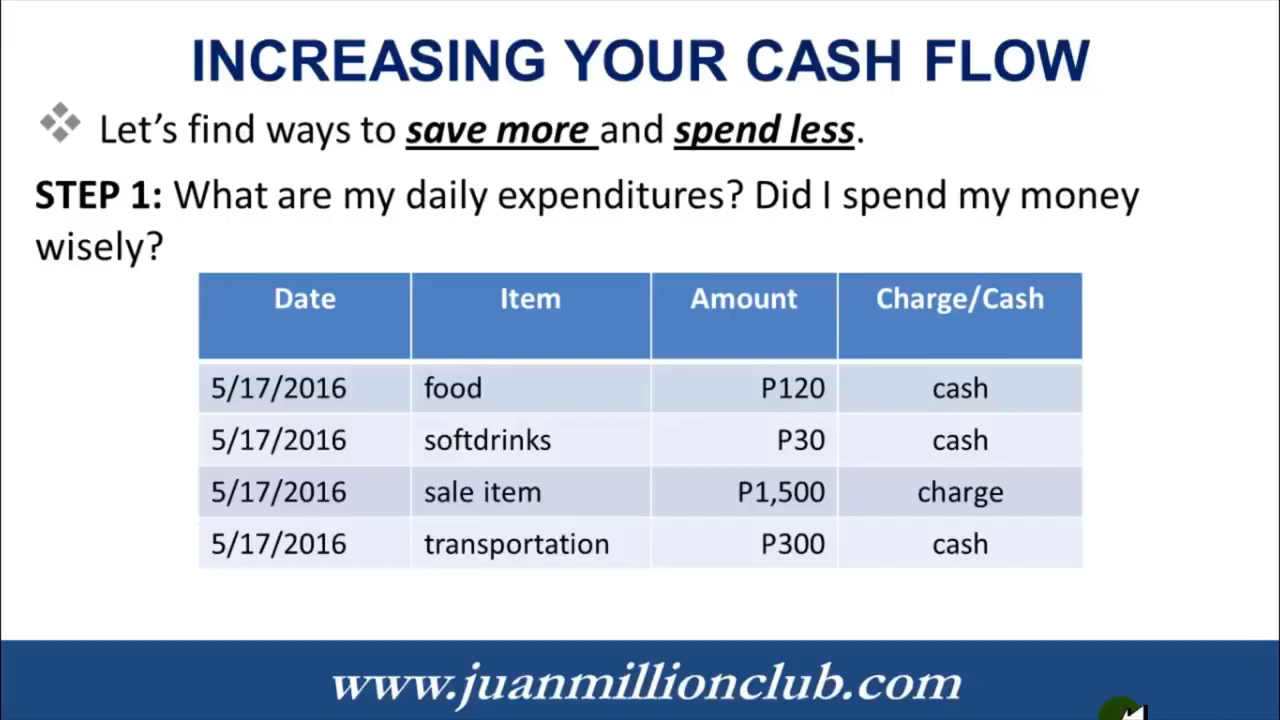 INCREASING YOUR CASH FLOW
Let's find ways to save more and spend less.
STEP 1: What are my daily expenditures? Did I spend my money
wisely?
Date Item Amount Charge/Cash
5/17/2016 food P120 cash
5/17/2016 softdrinks P30 cash
5/17/2016 sale item P1,500 charge
5/17/2016 transportation P300 cash
www.juanmillionclub.com